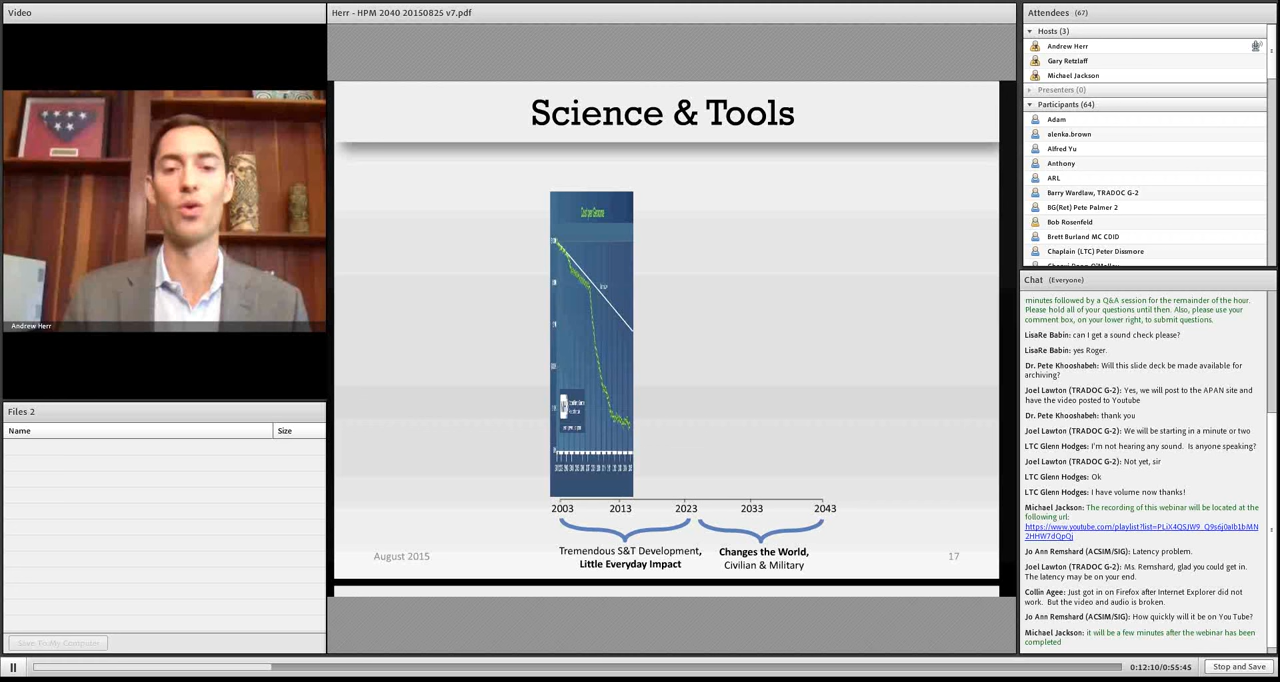 Video
Andrew Herr
Files 2
Name
Size
Save To My Computer
Herr - HPM 2040 20150825 v7.pdf
Science & Tools
Cost per Genome
2003
2013
2023
2033
2043
Tremendous S&T Development,
Little Everyday Impact
Changes the World,
Civilian & Military
August 2015
17
Attendees (67)
Hosts (3)
Andrew Herr
Gary Retzlaff
Michael Jackson
Presenters (0)
Participants (64)
Adam
alenka.brown
Alfred Yu
Anthony
ARL
Barry Wardlaw, TRADOC G-2
BG(Ret) Pete Palmer 2
Bob Rosenfeld
Brett Burland MC CDID
Chaplain (LTC) Peter Dissmore
Chat (Everyone)
minutes followed by a Q&A session for the remainder of the hour.
Please hold all of your questions until then. Also, please use your
comment box, on your lower right, to submit questions.
LisaRe Babin: can I get a sound check please?
LisaRe Babin: yes Roger.
Dr. Pete Khooshabeh: Will this slide deck be made available for
archiving?
Joel Lawton (TRADOC G-2): Yes, we will post to the APAN site and
have the video posted to Youtube
Dr. Pete Khooshabeh: thank you
Joel Lawton (TRADOC G-2): We will be starting in a minute or two
LTC Glenn Hodges: I'm not hearing any sound. Is anyone speaking?
Joel Lawton (TRADOC G-2): Not yet, sir
LTC Glenn Hodges: Ok
LTC Glenn Hodges: I have volume now thanks!
Michael Jackson: The recording of this webinar will be located at the
following url:
Jo Ann Remshard (ACSIM/SIG): Latency problem.
Joel Lawton (TRADOC G-2): Ms. Remshard, glad you could get in.
The latency may be on your end.
Collin Agee: Just got in on Firefox after Internet Explorer did not
work. But the video and audio is broken.
Jo Ann Remshard (ACSIM/SIG): How quickly will it be on YouTube?
Michael Jackson: it will be a few minutes after the webinar has been
completed
0:12:10/0:55:45
Stop and Save